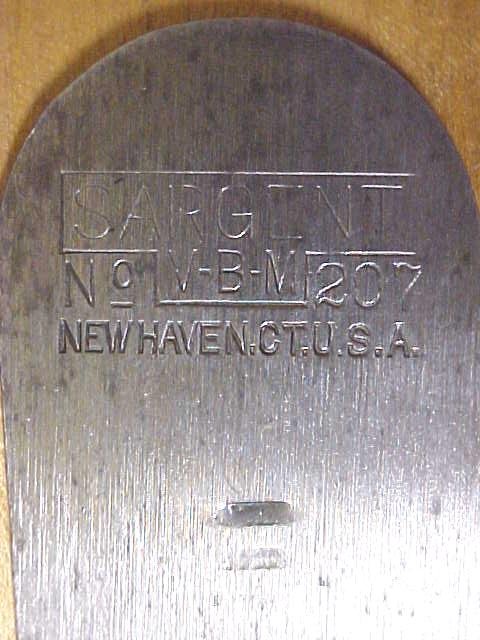 SARGENT
Nº V-B-M 207
NEW HAVEN.CT.U.S.A.